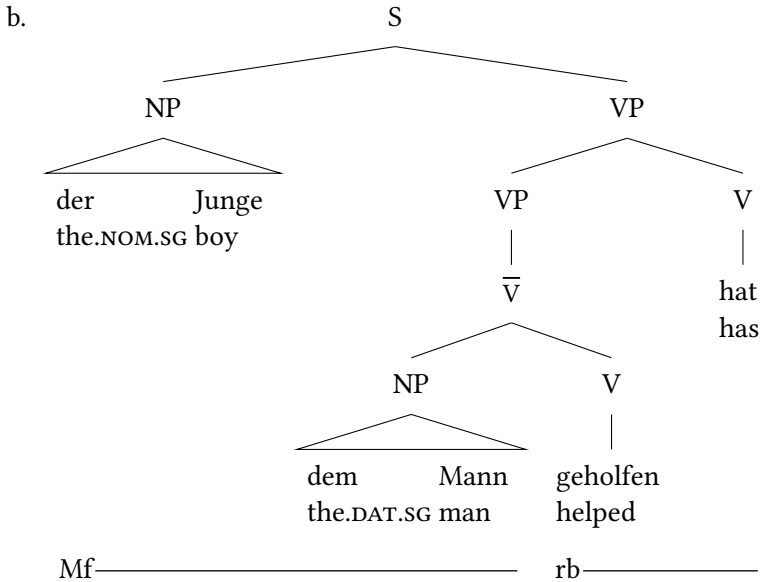 b.
S
NP VP
der Junge VP V
the.NOM.SG boy
V̅ hat
has
NP V
dem Mann geholfen
the.DAT.SG man helped
Mf rb